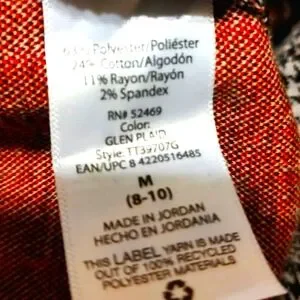 63% Polyester/Poliéster
24% Cotton/Algodón
11% Rayon/Rayón
2% Spandex
RN# 52469
Color:
GLEN PLAID
Style: TT39707G
EAN/UPC 8 4220516485
M
(8-10)
MADE IN JORDAN
HECHO EN JORDANIA
THIS LABEL YARN IS MADE
OUT OF 100% RECYCLED
POLYESTER MATERIALS